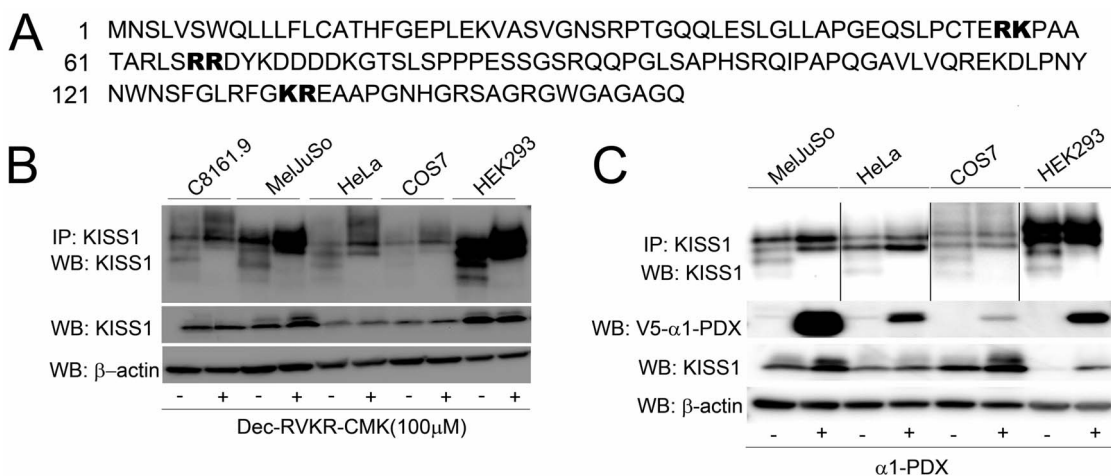 A
1 MNSLVSWQLLLFLCATHFGEPLEKVASVGNSRPTGQQLESLGLLAPGEQSLPCTERKPAA
61 TARLSRRDYKDDDDKGTSLSPPPESSGSRQQPGLSAPHSRQIPAPQGAVLVQREKDLPNY
121 NWNSFGLRFGKREAAPGNHGRSAGRGWGAGAGQ
B
C8161.9 MelJuSo HeLa COS7 HEK293
IP: KISS1
WB: KISS1
WB: KISS1
WB: β–actin
- + - + - + - + - +
Dec-RVKR-CMK(100μM)
C
MelJuSo HeLa COS7 HEK293
IP: KISS1
WB: KISS1
WB: V5-α1-PDX
WB: KISS1
WB: β-actin
- + - + - + - +
α1-PDX